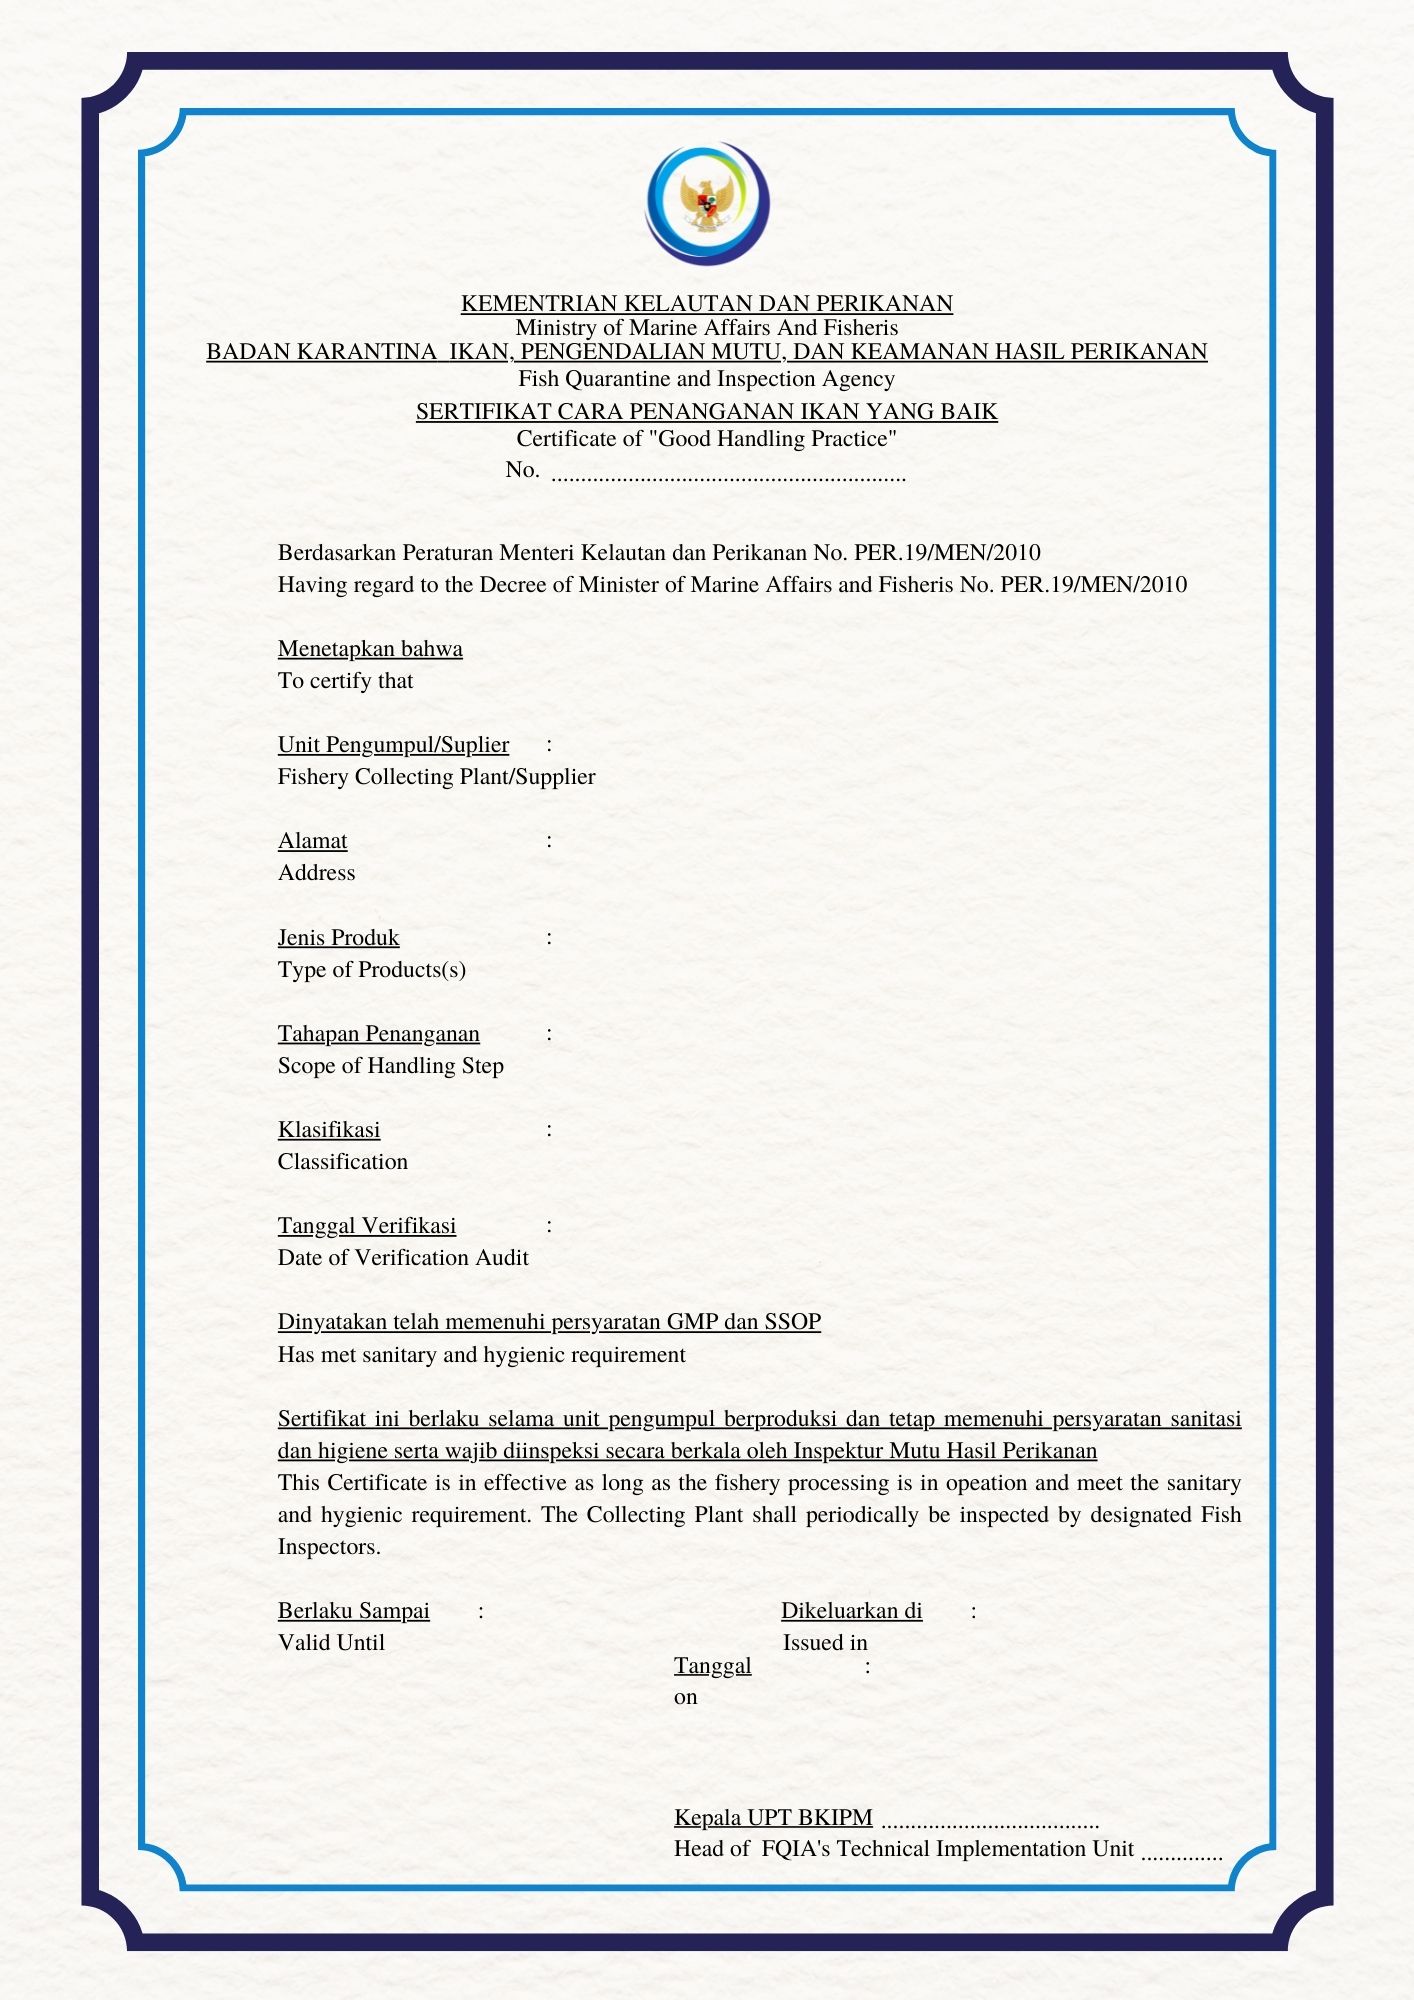 KEMENTRIAN KELAUTAN DAN PERIKANAN
Ministry of Marine Affairs And Fisheris
BADAN KARANTINA  IKAN, PENGENDALIAN MUTU, DAN KEAMANAN HASIL PERIKANAN
Fish Quarantine and Inspection Agency
SERTIFIKAT CARA PENANGANAN IKAN YANG BAIK
Certificate of "Good Handling Practice"
No. ............................................................
Berdasarkan Peraturan Menteri Kelautan dan Perikanan No. PER.19/MEN/2010
Having regard to the Decree of Minister of Marine Affairs and Fisheris No. PER.19/MEN/2010
Menetapkan bahwa
To certify that
Unit Pengumpul/Suplier :
Fishery Collecting Plant/Supplier
Alamat :
Address
Jenis Produk :
Type of Products(s)
Tahapan Penanganan :
Scope of Handling Step
Klasifikasi :
Classification
Tanggal Verifikasi :
Date of Verification Audit
Dinyatakan telah memenuhi persyaratan GMP dan SSOP
Has met sanitary and hygienic requirement
Sertifikat ini berlaku selama unit pengumpul berproduksi dan tetap memenuhi persyaratan sanitasi
dan higiene serta wajib diinspeksi secara berkala oleh Inspektur Mutu Hasil Perikanan
This Certificate is in effective as long as the fishery processing is in opeation and meet the sanitary
and hygienic requirement. The Collecting Plant shall periodically be inspected by designated Fish
Inspectors.
Berlaku Sampai : Dikeluarkan di :
Valid Until Issued in
Tanggal :
on
Kepala UPT BKIPM .....................................
Head of  FQIA's Technical Implementation Unit ..............